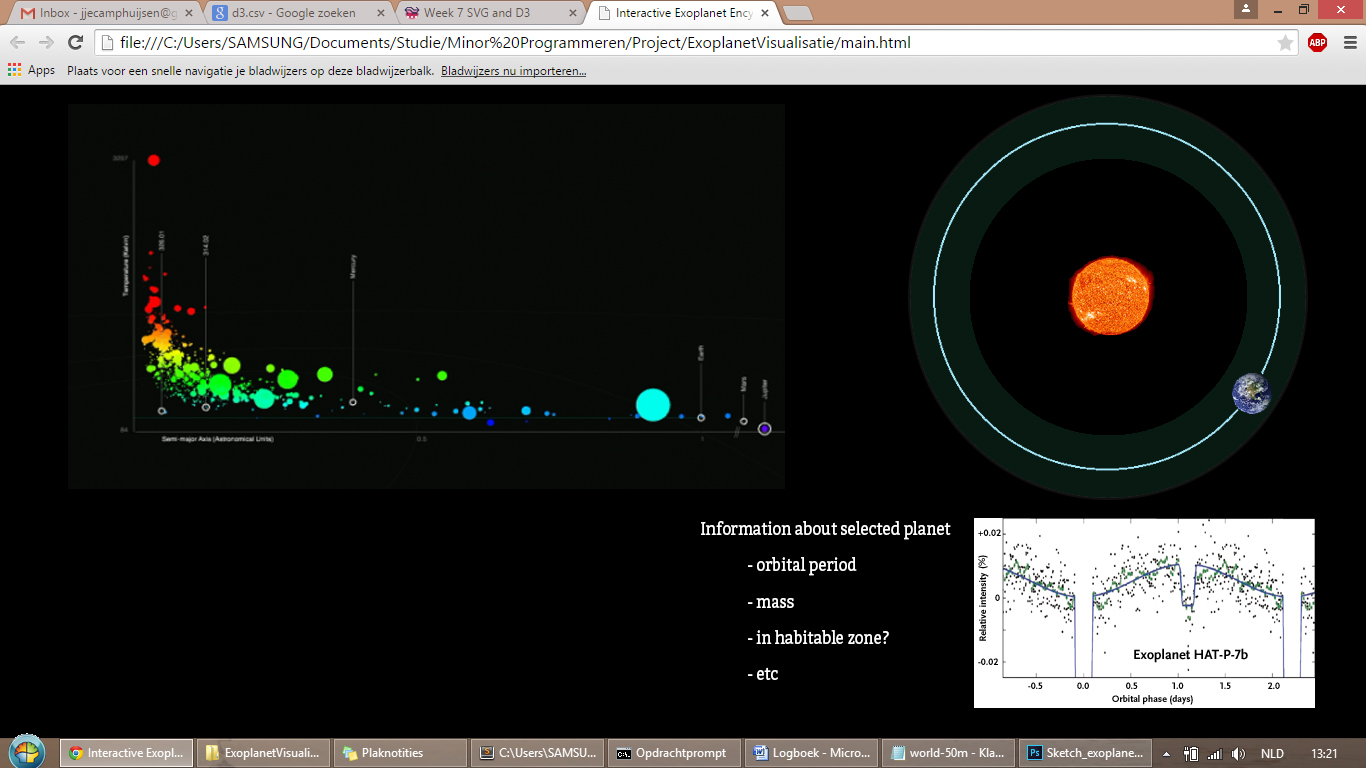 Inbox - jjecamphuijsen@g
d3.csv - Google zoeken
Week 7 SVG and D3
Interactive Exoplanet Ency
file:///C:/Users/SAMSUNG/Documents/Studie/Minor%20Programmeren/Project/ExoplanetVisualisatie/main.html
ABP
Apps
Plaats voor een snelle navigatie je bladwijzers op deze bladwijzerbalk. Bladwijzers nu importeren...
Temperature (Kelvin)
326.01
314.02
Mercury
Earth
Mars
Jupiter
84
Semi-major Axis (Astronomical Units)
0.5
1
Information about selected planet
- orbital period
- mass
- in habitable zone?
- etc
Relative intensity (%)
+0.02
0
-0.02
Exoplanet HAT-P-7b
-0.5 0.0 0.5 1.0 1.5 2.0
Orbital phase (days)
Interactive Exopl...
ExoplanetVisuali...
Plaknotities
C:\Users\SAMSU...
Opdrachtprompt
Logboek - Micro...
world-50m - Kla...
Sketch_exoplane...
NLD
13:21